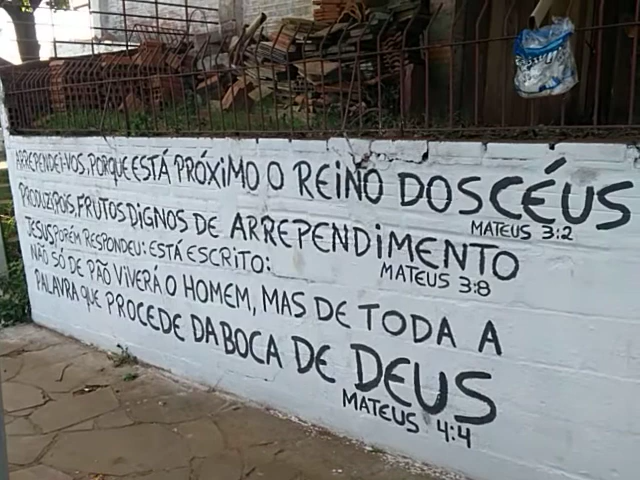 ARREPENDEI-VOS, PORQUE ESTÁ PRÓXIMO O REINO DOS CÉUS
MATEUS 3:2
PRODUZI, POIS, FRUTOS DIGNOS DE ARREPENDIMENTO
MATEUS 3:8
JESUS, PORÉM RESPONDEU: ESTÁ ESCRITO:
NÃO SÓ DE PÃO VIVERÁ O HOMEM, MAS DE TODA A
PALAVRA QUE PROCEDE DA BOCA DE DEUS
MATEUS 4:4